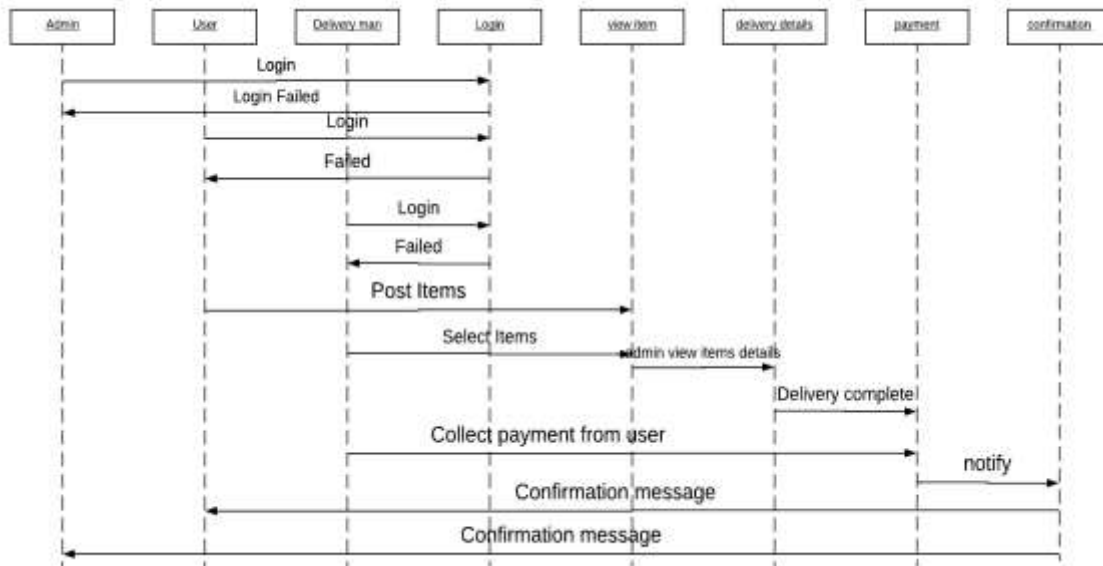 Admin
User
Delivery man
Login
view item
delivery details
payment
confirmation
Login
Login Failed
Login
Failed
Login
Failed
Post Items
Select Items
admin view items details
Delivery complete
Collect payment from user
notify
Confirmation message
Confirmation message